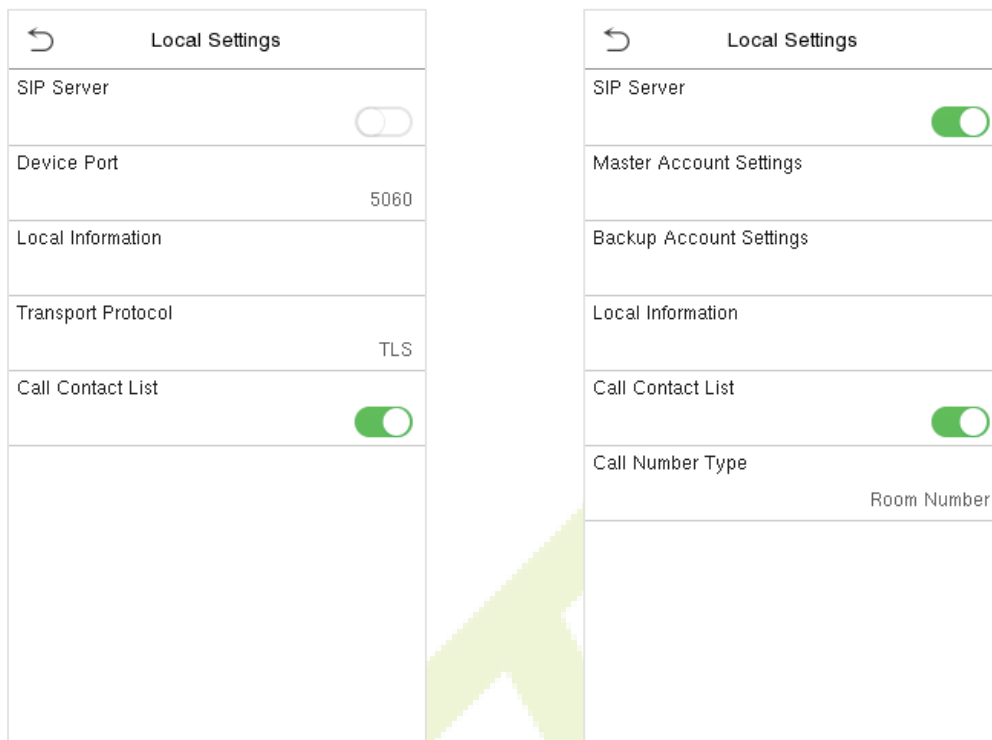 Local Settings
SIP Server
Device Port
5060
Local Information
Transport Protocol
TLS
Call Contact List
Local Settings
SIP Server
Master Account Settings
Backup Account Settings
Local Information
Call Contact List
Call Number Type
Room Number